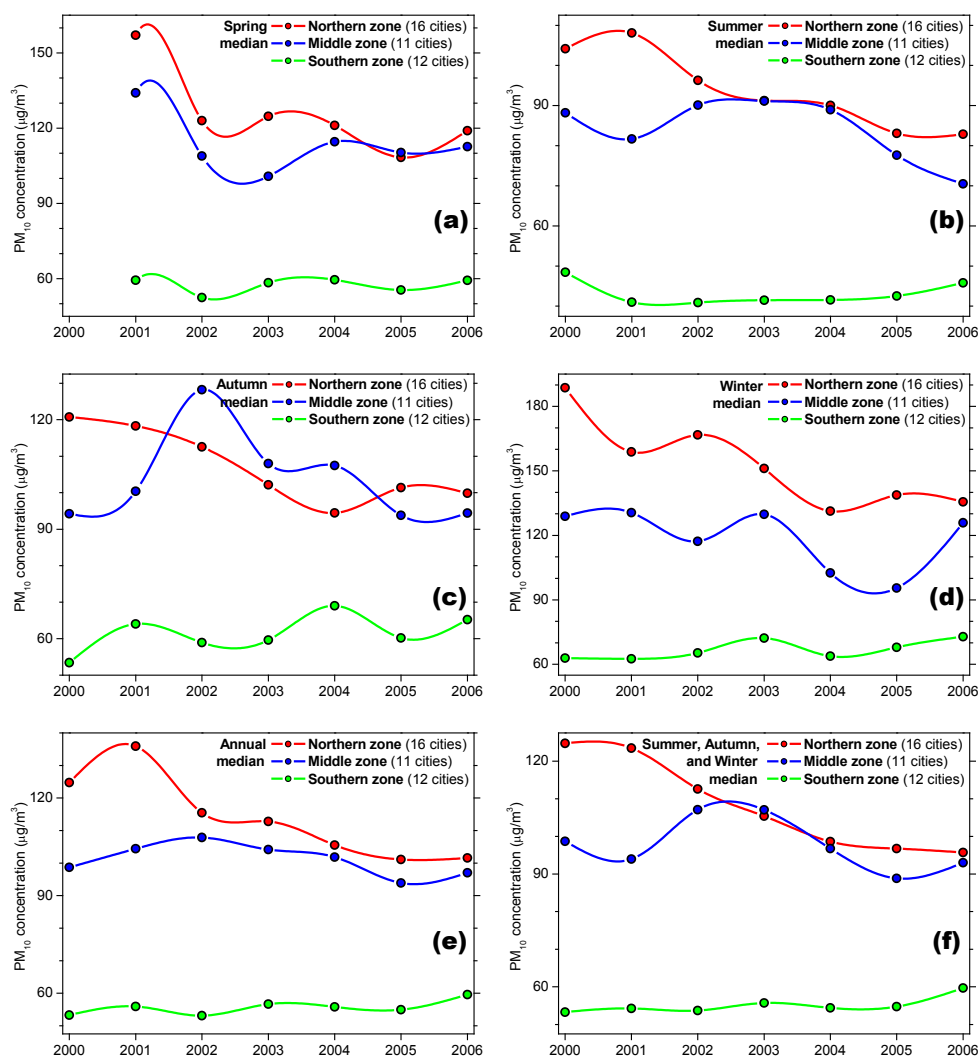 Spring Northern zone (16 cities)
median Middle zone (11 cities)
Southern zone (12 cities)
150
120
90
60
PM10 concentration (μg/m³)
(a)
2000 2001 2002 2003 2004 2005 2006
Summer Northern zone (16 cities)
median Middle zone (11 cities)
Southern zone (12 cities)
90
60
PM10 concentration (μg/m³)
(b)
2000 2001 2002 2003 2004 2005 2006
Autumn Northern zone (16 cities)
median Middle zone (11 cities)
Southern zone (12 cities)
120
90
60
PM10 concentration (μg/m³)
(c)
2000 2001 2002 2003 2004 2005 2006
Winter Northern zone (16 cities)
median Middle zone (11 cities)
Southern zone (12 cities)
180
150
120
90
60
PM10 concentration (μg/m³)
(d)
2000 2001 2002 2003 2004 2005 2006
Annual Northern zone (16 cities)
median Middle zone (11 cities)
Southern zone (12 cities)
120
90
60
PM10 concentration (μg/m³)
(e)
2000 2001 2002 2003 2004 2005 2006
Summer, Autumn, Northern zone (16 cities)
and Winter Middle zone (11 cities)
median Southern zone (12 cities)
120
90
60
PM10 concentration (μg/m³)
(f)
2000 2001 2002 2003 2004 2005 2006